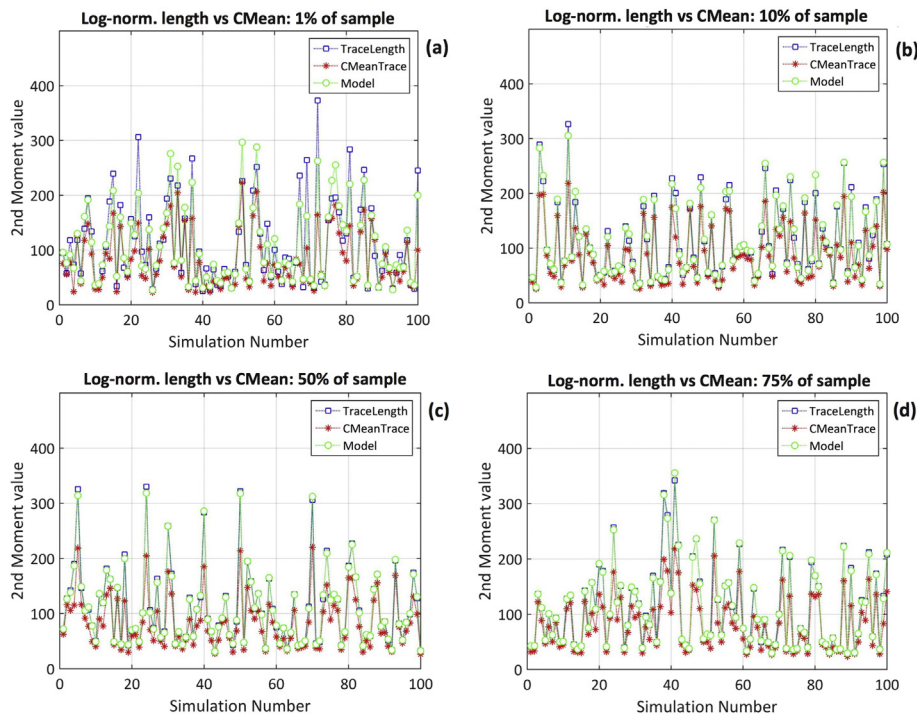 Log-norm. length vs CMean: 1% of sample
(a)
TraceLength
CMeanTrace
Model
2nd Moment value
400
300
200
100
0
0 20 40 60 80 100
Simulation Number
Log-norm. length vs CMean: 10% of sample
(b)
TraceLength
CMeanTrace
Model
2nd Moment value
400
300
200
100
0
0 20 40 60 80 100
Simulation Number
Log-norm. length vs CMean: 50% of sample
(c)
TraceLength
CMeanTrace
Model
2nd Moment value
400
300
200
100
0
0 20 40 60 80 100
Simulation Number
Log-norm. length vs CMean: 75% of sample
(d)
TraceLength
CMeanTrace
Model
2nd Moment value
400
300
200
100
0
0 20 40 60 80 100
Simulation Number